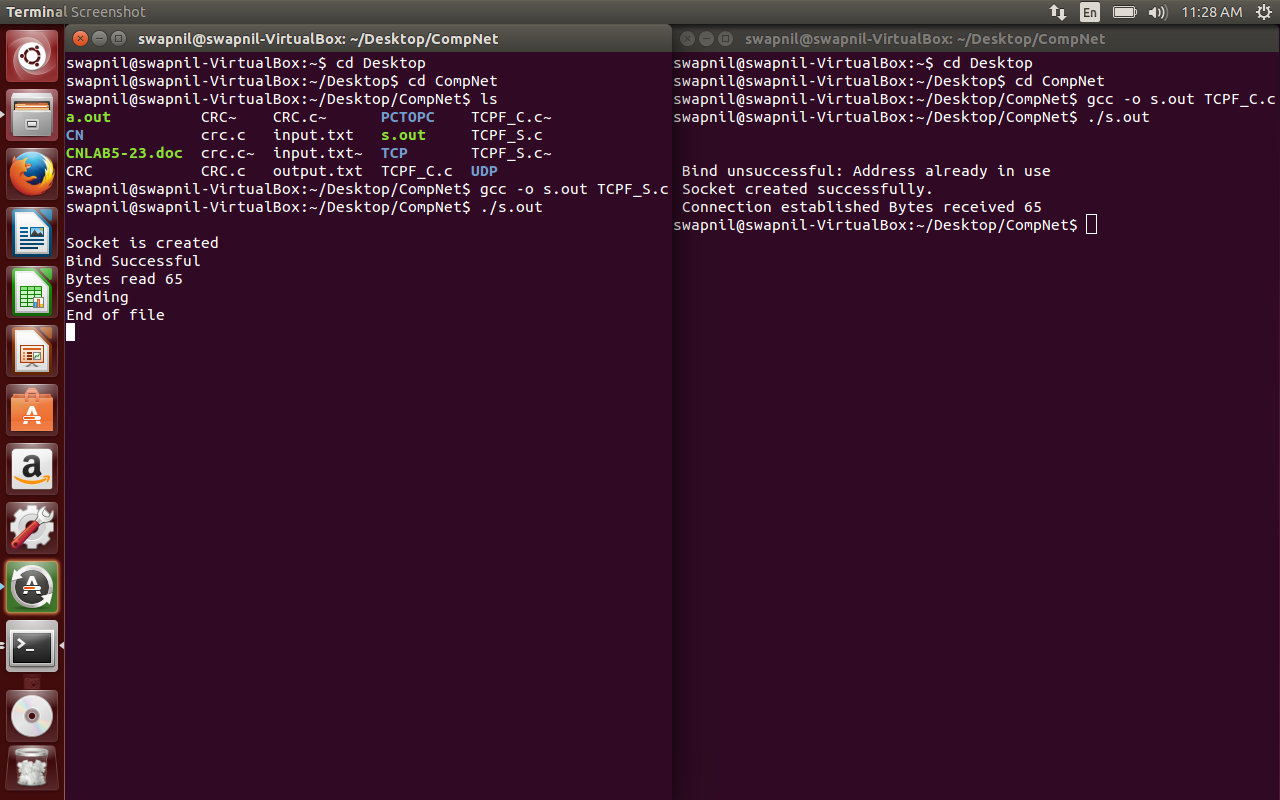 Terminal Screenshot
En
11:28 AM
swapnil@swapnil-VirtualBox: ~/Desktop/CompNet
swapnil@swapnil-VirtualBox:~$ cd Desktop
swapnil@swapnil-VirtualBox:~/Desktop$ cd CompNet
swapnil@swapnil-VirtualBox:~/Desktop/CompNet$ ls
a.out CRC~ CRC.c~ PCTOPC TCPF_C.c~
CN crc.c input.txt s.out TCPF_S.c
CNLAB5-23.doc crc.c~ input.txt~ TCP TCPF_S.c~
CRC CRC.c output.txt TCPF_C.c UDP
swapnil@swapnil-VirtualBox:~/Desktop/CompNet$ gcc -o s.out TCPF_S.c
swapnil@swapnil-VirtualBox:~/Desktop/CompNet$ ./s.out
Socket is created
Bind Successful
Bytes read 65
Sending
End of file
swapnil@swapnil-VirtualBox: ~/Desktop/CompNet
swapnil@swapnil-VirtualBox:~$ cd Desktop
swapnil@swapnil-VirtualBox:~/Desktop$ cd CompNet
swapnil@swapnil-VirtualBox:~/Desktop/CompNet$ gcc -o s.out TCPF_C.c
swapnil@swapnil-VirtualBox:~/Desktop/CompNet$ ./s.out
Bind unsuccessful: Address already in use
Socket created successfully.
Connection established Bytes received 65
swapnil@swapnil-VirtualBox:~/Desktop/CompNet$